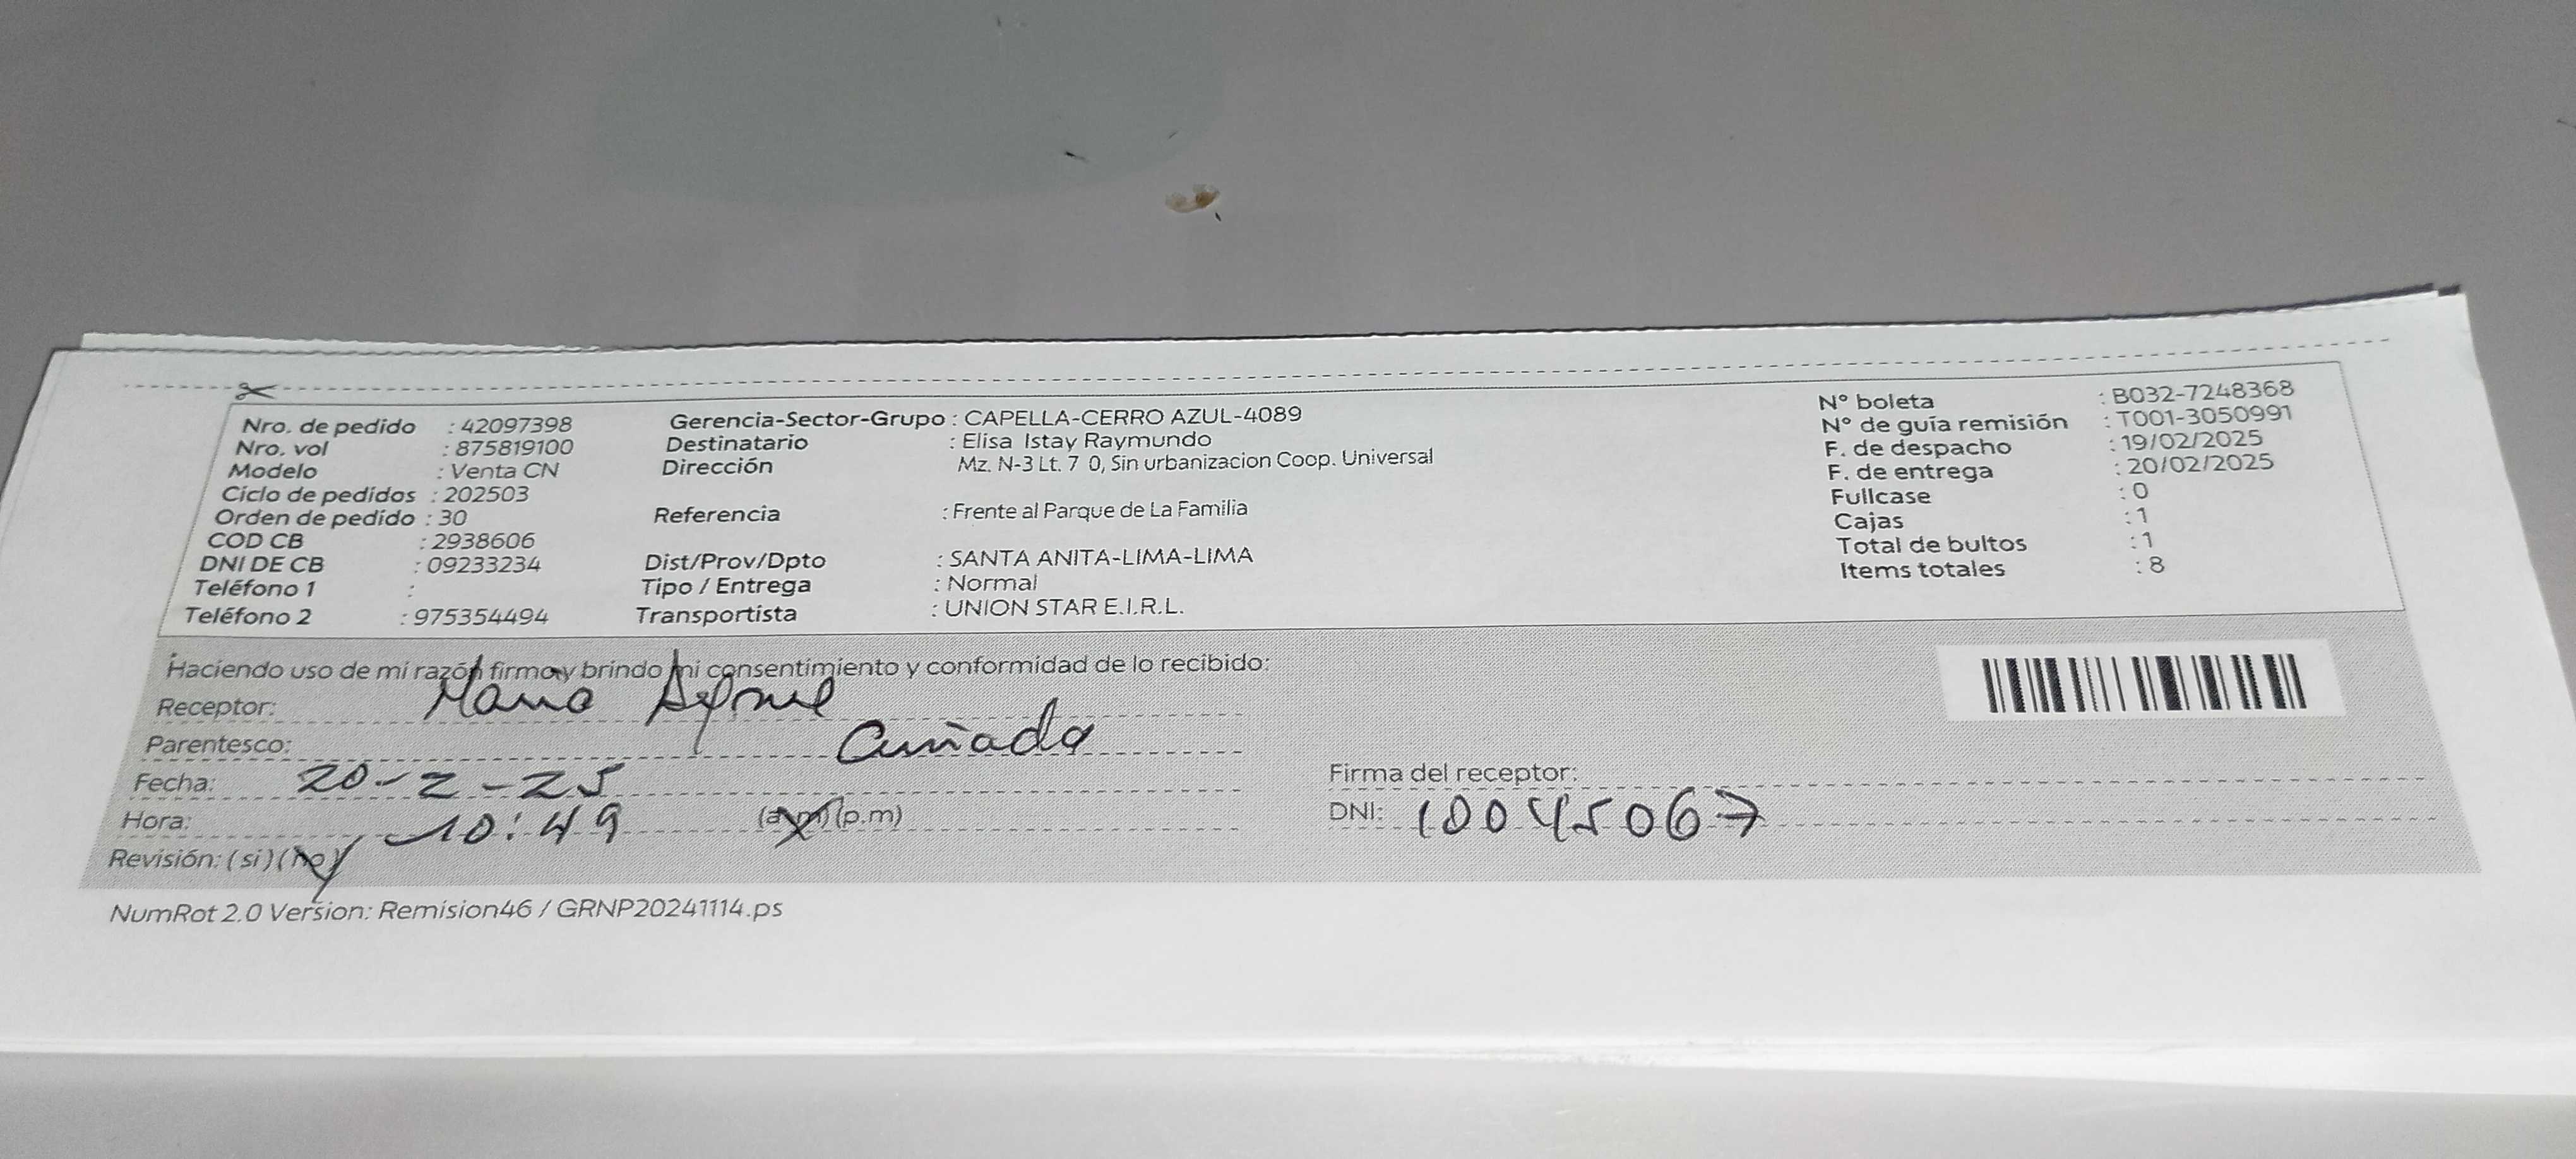 Nro. de pedido : 42097398
Nro. vol : 875819100
Modelo : Venta CN
Ciclo de pedidos : 202503
Orden de pedido : 30
COD CB : 2938606
DNI DE CB : 09233234
Teléfono 1 :
Teléfono 2 : 975354494
Gerencia-Sector-Grupo : CAPELLA-CERRO AZUL-4089
Destinatario : Elisa Istay Raymundo
Dirección Mz. N-3 Lt. 7 0, Sin urbanizacion Coop. Universal
Referencia : Frente al Parque de La Familia
Dist/Prov/Dpto : SANTA ANITA-LIMA-LIMA
Tipo / Entrega : Normal
Transportista : UNION STAR E.I.R.L.
N° boleta : B032-7248368
N° de guía remisión : T001-3050991
F. de despacho : 19/02/2025
F. de entrega : 20/02/2025
Fullcase : 0
Cajas : 1
Total de bultos : 1
Items totales : 8
Haciendo uso de mi razón firmo y brindo mi consentimiento y conformidad de lo recibido:
Receptor: Maria
Parentesco: Cuñada
Fecha: 20-2-25
Hora: 10:49 (a.m)(p.m)
Revisión: (si)(no)
Firma del receptor:
DNI: 10045067
NumRot 2.0 Version: Remision46 / GRNP20241114.ps